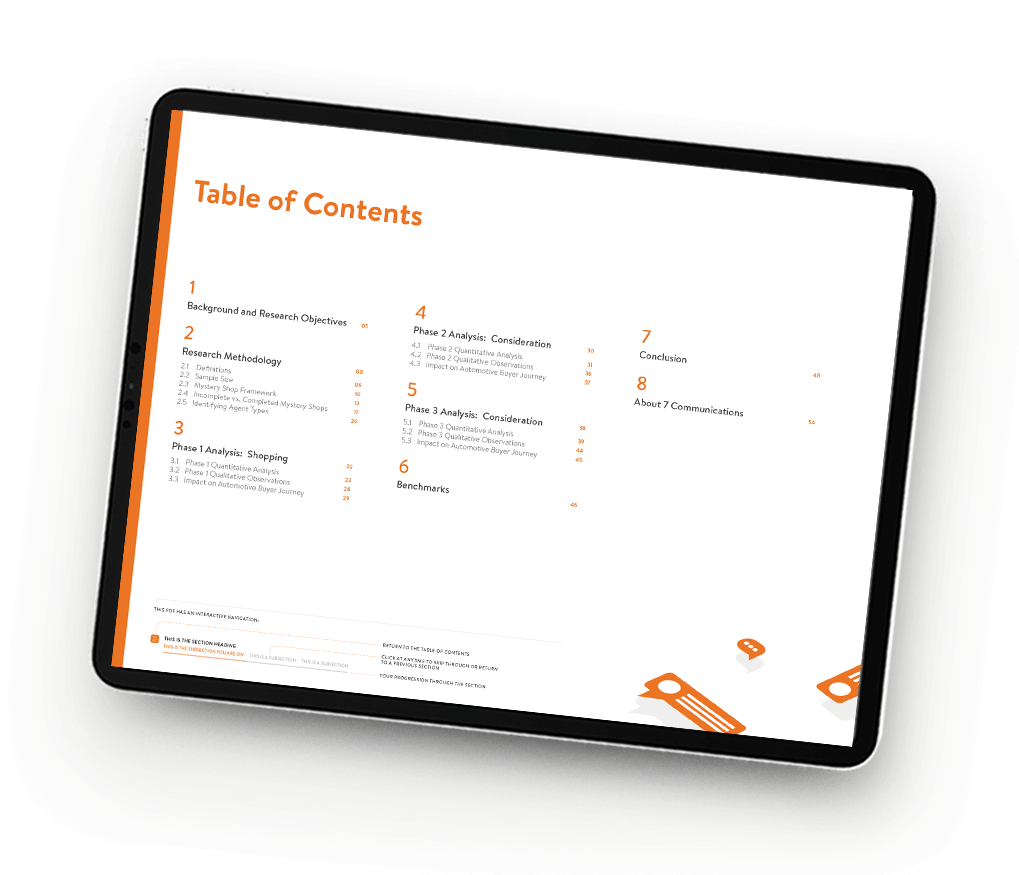 Table of Contents
1
Background and Research Objectives 05
2
Research Methodology 08
2.1 Definitions 09
2.2 Sample Size 10
2.3 Mystery Shop Framework 13
2.4 Incomplete vs. Completed Mystery Shops 17
2.5 Identifying Agent Types 20
3
Phase 1 Analysis: Shopping 22
3.1 Phase 1 Quantitative Analysis 23
3.2 Phase 1 Qualitative Observations 28
3.3 Impact on Automotive Buyer Journey 29
4
Phase 2 Analysis: Consideration 30
4.1 Phase 2 Quantitative Analysis 31
4.2 Phase 2 Qualitative Observations 36
4.3 Impact on Automotive Buyer Journey 37
5
Phase 3 Analysis: Consideration 38
5.1 Phase 3 Quantitative Analysis 39
5.2 Phase 3 Qualitative Observations 44
5.3 Impact on Automotive Buyer Journey 45
6
Benchmarks 46
7
Conclusion 48
8
About 7 Communications 54
THIS PDF HAS AN INTERACTIVE NAVIGATION.
THIS IS THE SECTION HEADING
THIS IS THE SUBSECTION YOU ARE ON THIS IS A SUBSECTION THIS IS A SUBSECTION
RETURN TO THE TABLE OF CONTENTS
CLICK AT ANYTIME TO SKIP THROUGH OR RETURN
TO A PREVIOUS SECTION
YOUR PROGRESSION THROUGH THE SECTION